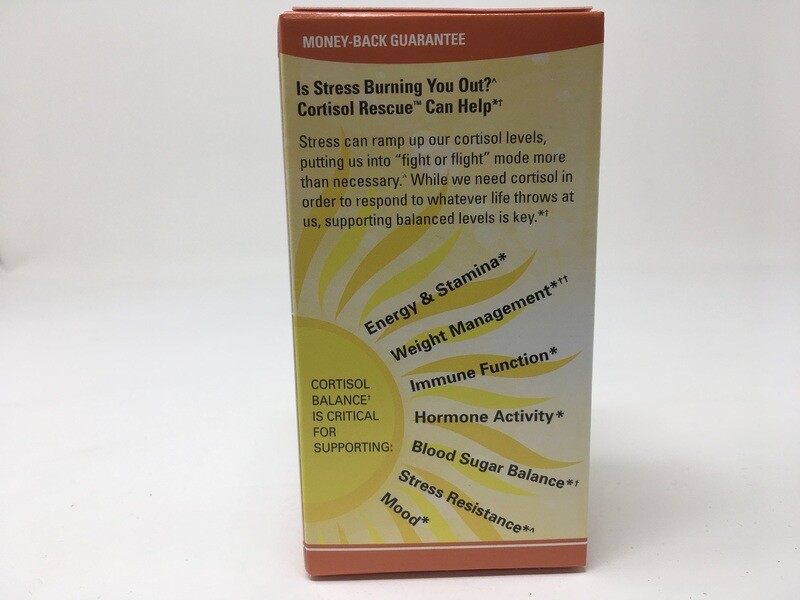 MONEY-BACK GUARANTEE
Is Stress Burning You Out?^
Cortisol Rescue™ Can Help*†
Stress can ramp up our cortisol levels,
putting us into “fight or flight” mode more
than necessary.^ While we need cortisol in
order to respond to whatever life throws at
us, supporting balanced levels is key.*†
Energy & Stamina*
Weight Management*††
Immune Function*
Hormone Activity*
Blood Sugar Balance*†
Stress Resistance*^
Mood*
CORTISOL
BALANCE†
IS CRITICAL
FOR
SUPPORTING: